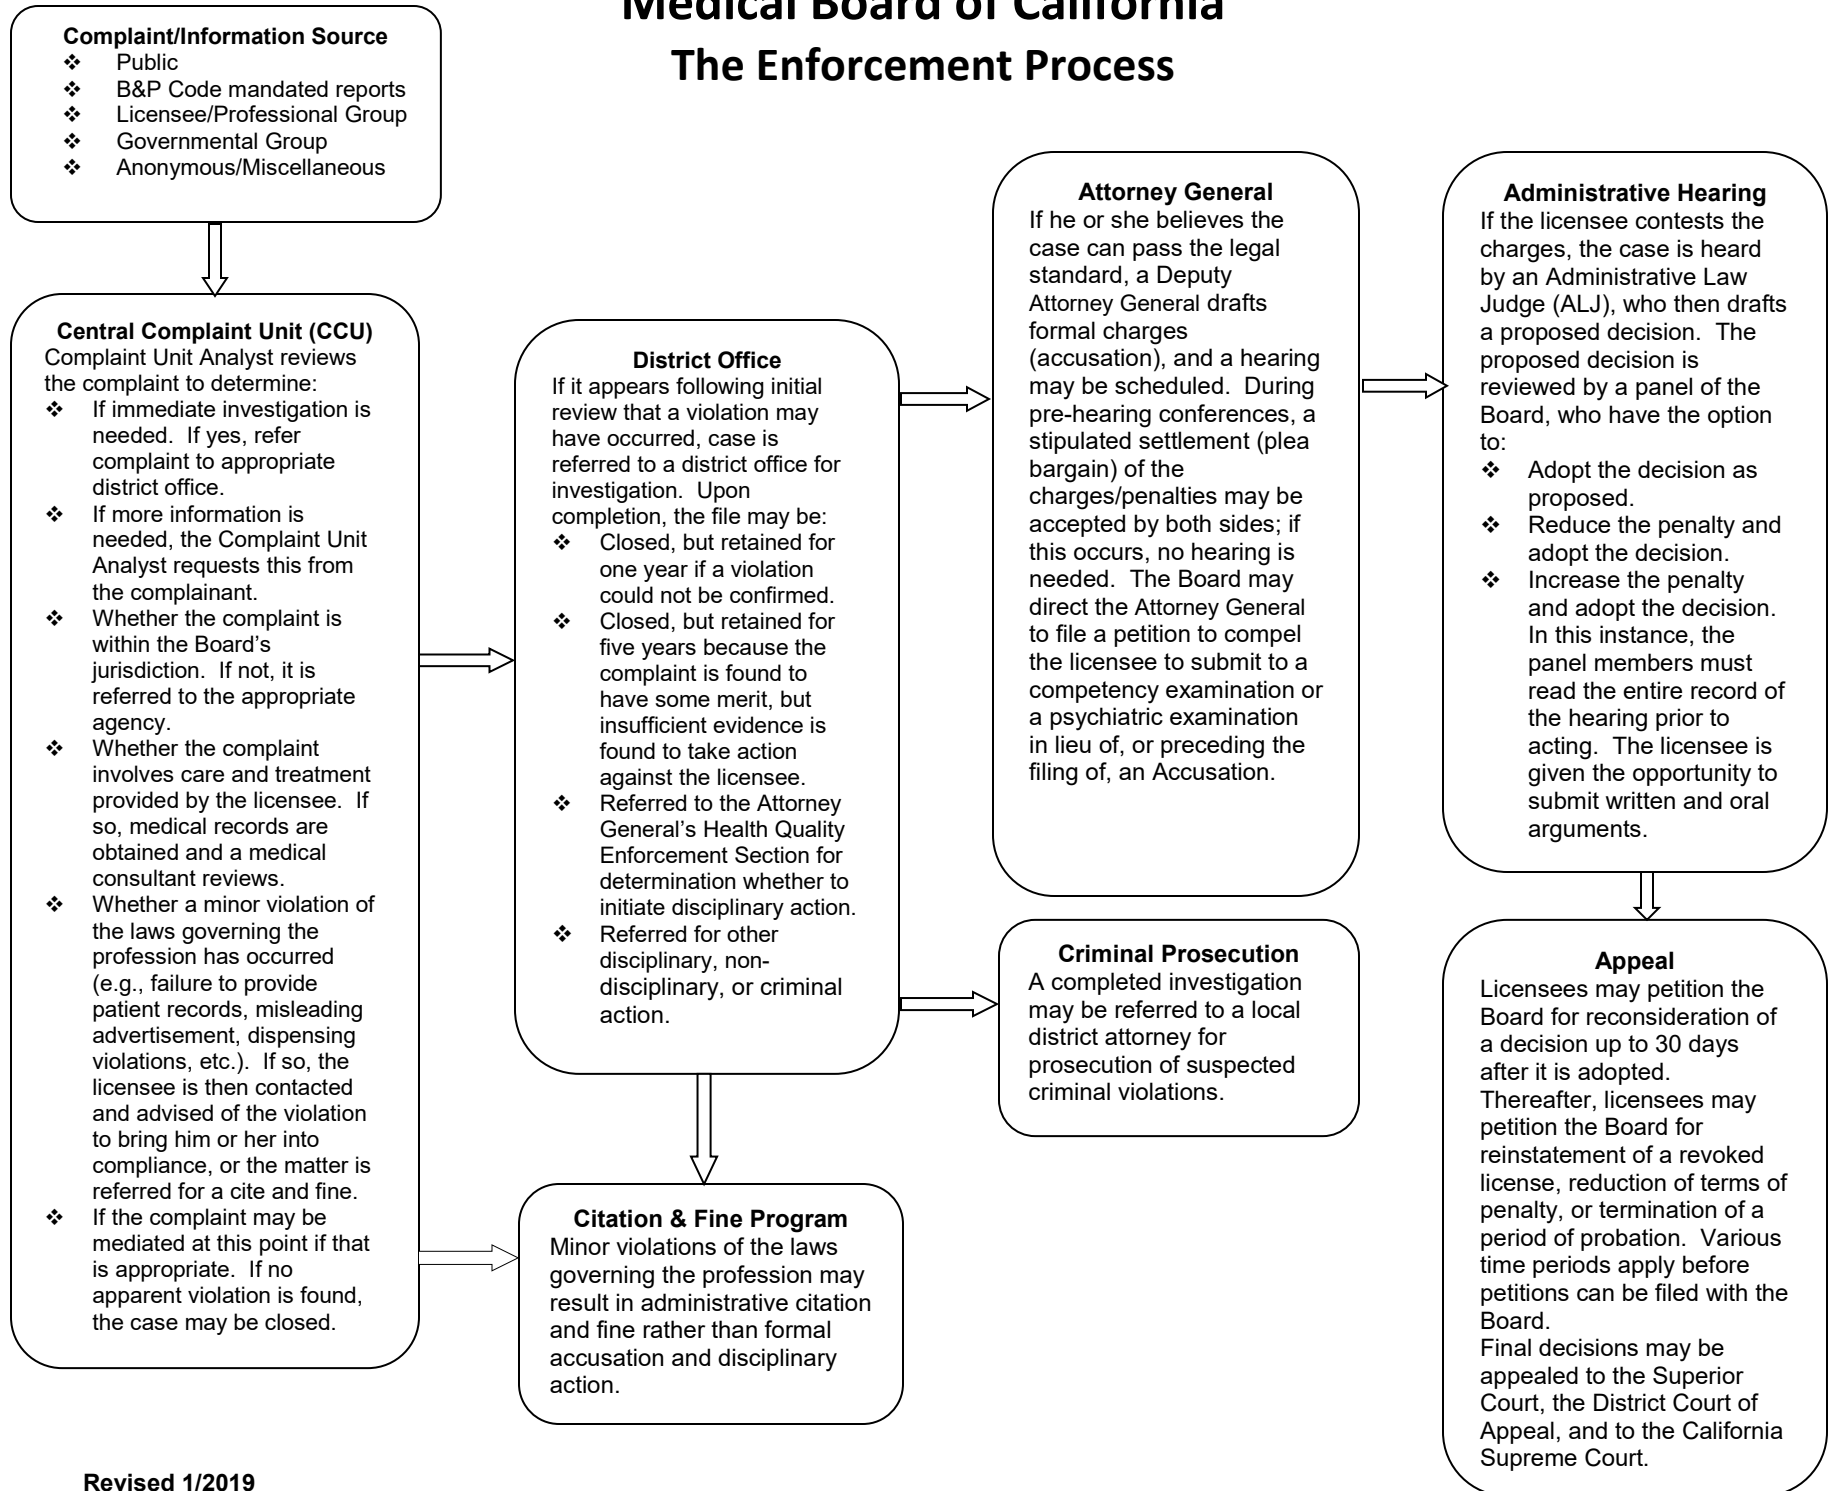 Medical Board of California
The Enforcement Process
Complaint/Information Source
❖ Public
❖ B&P Code mandated reports
❖ Licensee/Professional Group
❖ Governmental Group
❖ Anonymous/Miscellaneous
Central Complaint Unit (CCU)
Complaint Unit Analyst reviews
the complaint to determine:
❖ If immediate investigation is
needed.  If yes, refer
complaint to appropriate
district office.
❖ If more information is
needed, the Complaint Unit
Analyst requests this from
the complainant.
❖ Whether the complaint is
within the Board’s
jurisdiction.  If not, it is
referred to the appropriate
agency.
❖ Whether the complaint
involves care and treatment
provided by the licensee.  If
so, medical records are
obtained and a medical
consultant reviews.
❖ Whether a minor violation of
the laws governing the
profession has occurred
(e.g., failure to provide
patient records, misleading
advertisement, dispensing
violations, etc.).  If so, the
licensee is then contacted
and advised of the violation
to bring him or her into
compliance, or the matter is
referred for a cite and fine.
❖ If the complaint may be
mediated at this point if that
is appropriate.  If no
apparent violation is found,
the case may be closed.
District Office
If it appears following initial
review that a violation may
have occurred, case is
referred to a district office for
investigation.  Upon
completion, the file may be:
❖ Closed, but retained for
one year if a violation
could not be confirmed.
❖ Closed, but retained for
five years because the
complaint is found to
have some merit, but
insufficient evidence is
found to take action
against the licensee.
❖ Referred to the Attorney
General’s Health Quality
Enforcement Section for
determination whether to
initiate disciplinary action.
❖ Referred for other
disciplinary, non-
disciplinary, or criminal
action.
Citation & Fine Program
Minor violations of the laws
governing the profession may
result in administrative citation
and fine rather than formal
accusation and disciplinary
action.
Attorney General
If he or she believes the
case can pass the legal
standard, a Deputy
Attorney General drafts
formal charges
(accusation), and a hearing
may be scheduled.  During
pre-hearing conferences, a
stipulated settlement (plea
bargain) of the
charges/penalties may be
accepted by both sides; if
this occurs, no hearing is
needed.  The Board may
direct the Attorney General
to file a petition to compel
the licensee to submit to a
competency examination or
a psychiatric examination
in lieu of, or preceding the
filing of, an Accusation.
Criminal Prosecution
A completed investigation
may be referred to a local
district attorney for
prosecution of suspected
criminal violations.
Administrative Hearing
If the licensee contests the
charges, the case is heard
by an Administrative Law
Judge (ALJ), who then drafts
a proposed decision.  The
proposed decision is
reviewed by a panel of the
Board, who have the option
to:
❖ Adopt the decision as
proposed.
❖ Reduce the penalty and
adopt the decision.
❖ Increase the penalty
and adopt the decision.
In this instance, the
panel members must
read the entire record of
the hearing prior to
acting.  The licensee is
given the opportunity to
submit written and oral
arguments.
Appeal
Licensees may petition the
Board for reconsideration of
a decision up to 30 days
after it is adopted.
Thereafter, licensees may
petition the Board for
reinstatement of a revoked
license, reduction of terms of
penalty, or termination of a
period of probation.  Various
time periods apply before
petitions can be filed with the
Board.
Final decisions may be
appealed to the Superior
Court, the District Court of
Appeal, and to the California
Supreme Court.
Revised 1/2019